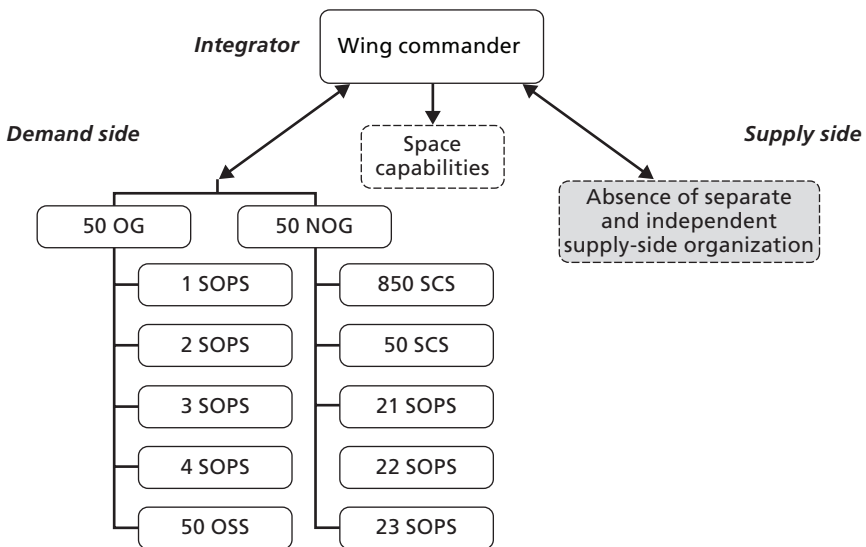 Integrator
Wing commander
Demand side
Space
capabilities
Supply side
Absence of separate
and independent
supply-side organization
50 OG
50 NOG
1 SOPS
850 SCS
2 SOPS
50 SCS
3 SOPS
21 SOPS
4 SOPS
22 SOPS
50 OSS
23 SOPS